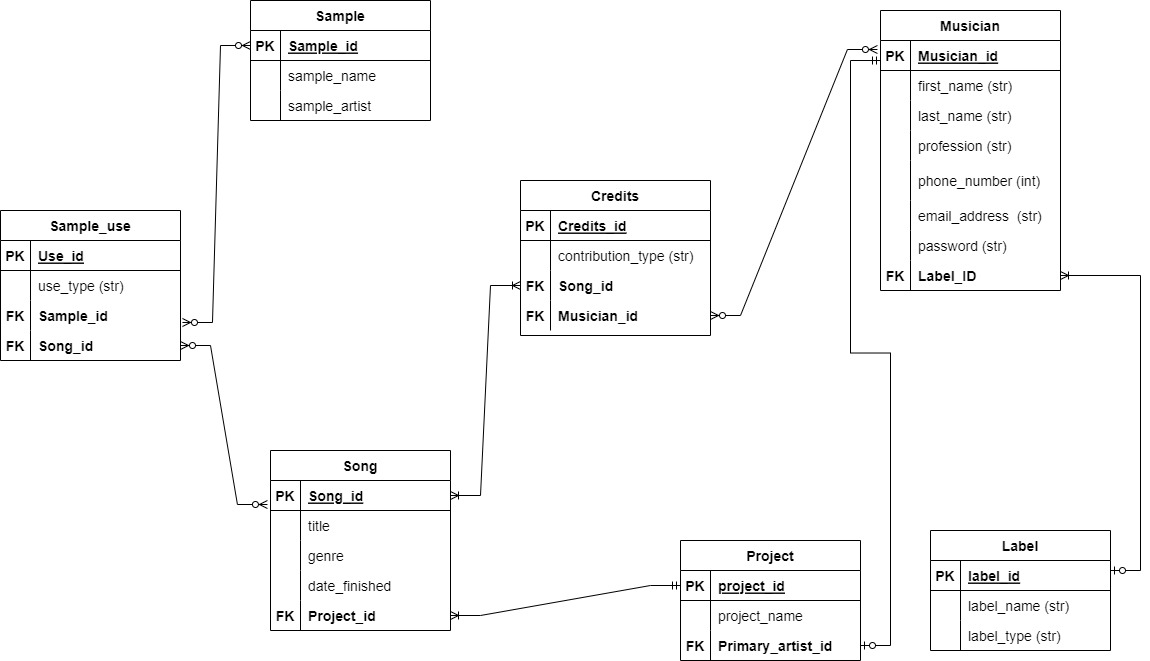 Sample
PK Sample_id
sample_name
sample_artist
Musician
PK Musician_id
first_name (str)
last_name (str)
profession (str)
phone_number (int)
email_address (str)
password (str)
FK Label_ID
Credits
PK Credits_id
contribution_type (str)
FK Song_id
FK Musician_id
Sample_use
PK Use_id
use_type (str)
FK Sample_id
FK Song_id
Song
PK Song_id
title
genre
date_finished
FK Project_id
Project
PK project_id
project_name
FK Primary_artist_id
Label
PK label_id
label_name (str)
label_type (str)